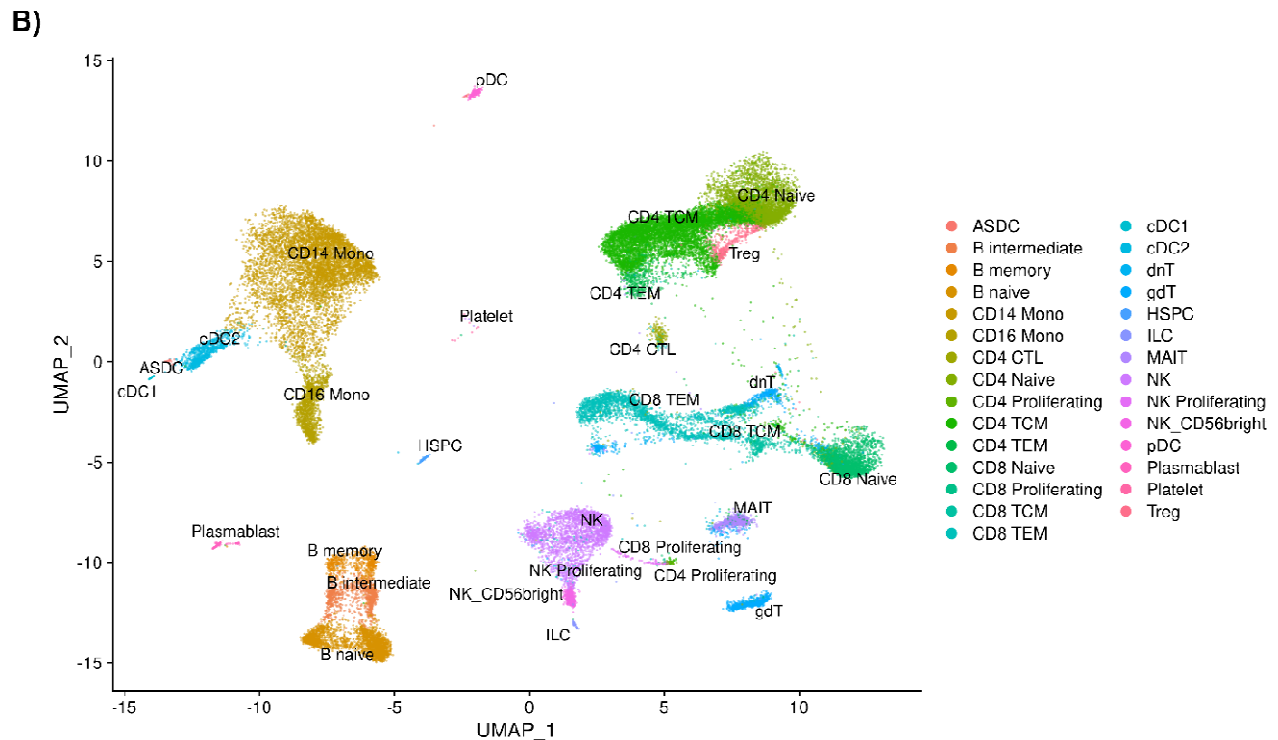 B)
15
10
5
0
-5
-10
-15
UMAP_2
pDC
CD4 Naive
CD4 TCM
CD14 Mono
Treg
CD4 TEM
Platelet
cDC2
CD4 CTL
ASDC
cDC1
dnT
CD16 Mono
CD8 TEM
CD8 TCM
HSPC
CD8 Naive
MAIT
NK
Plasmablast
CD8 Proliferating
B memory
NK Proliferating
CD4 Proliferating
B intermediate
NK_CD56bright
gdT
ILC
B naive
-15
-10
-5
0
5
10
UMAP_1
ASDC
B intermediate
B memory
B naive
CD14 Mono
CD16 Mono
CD4 CTL
CD4 Naive
CD4 Proliferating
CD4 TCM
CD4 TEM
CD8 Naive
CD8 Proliferating
CD8 TCM
CD8 TEM
cDC1
cDC2
dnT
gdT
HSPC
ILC
MAIT
NK
NK Proliferating
NK_CD56bright
pDC
Plasmablast
Platelet
Treg